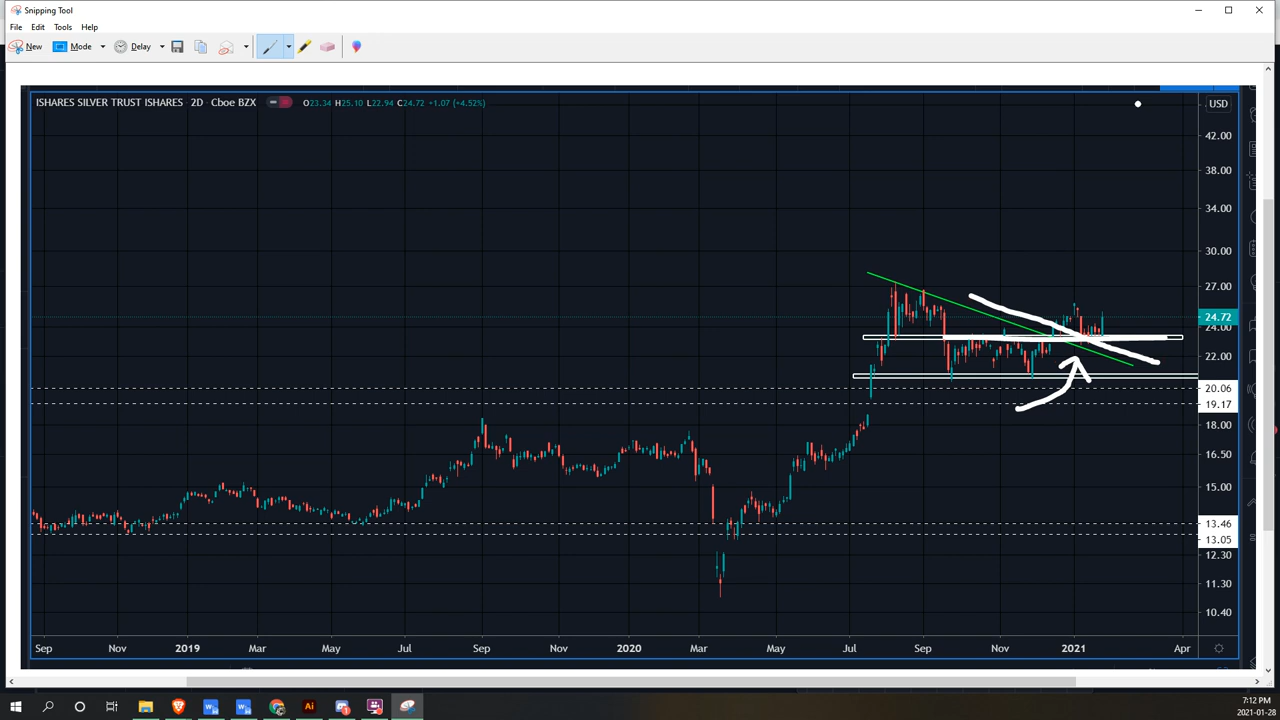 Snipping Tool
File Edit Tools Help
New Mode Delay
ISHARES SILVER TRUST ISHARES 2D Cboe BZX O23.34 H25.10 L22.94 C24.72 +1.07 (+4.52%)
USD
42.00
38.00
34.00
30.00
27.00
24.72
24.00
22.00
20.06
19.17
18.00
16.50
15.00
13.46
13.05
12.30
11.30
10.40
Sep Nov 2019 Mar May Jul Sep Nov 2020 Mar May Jul Sep Nov 2021 Apr
7:12 PM
2021-01-28